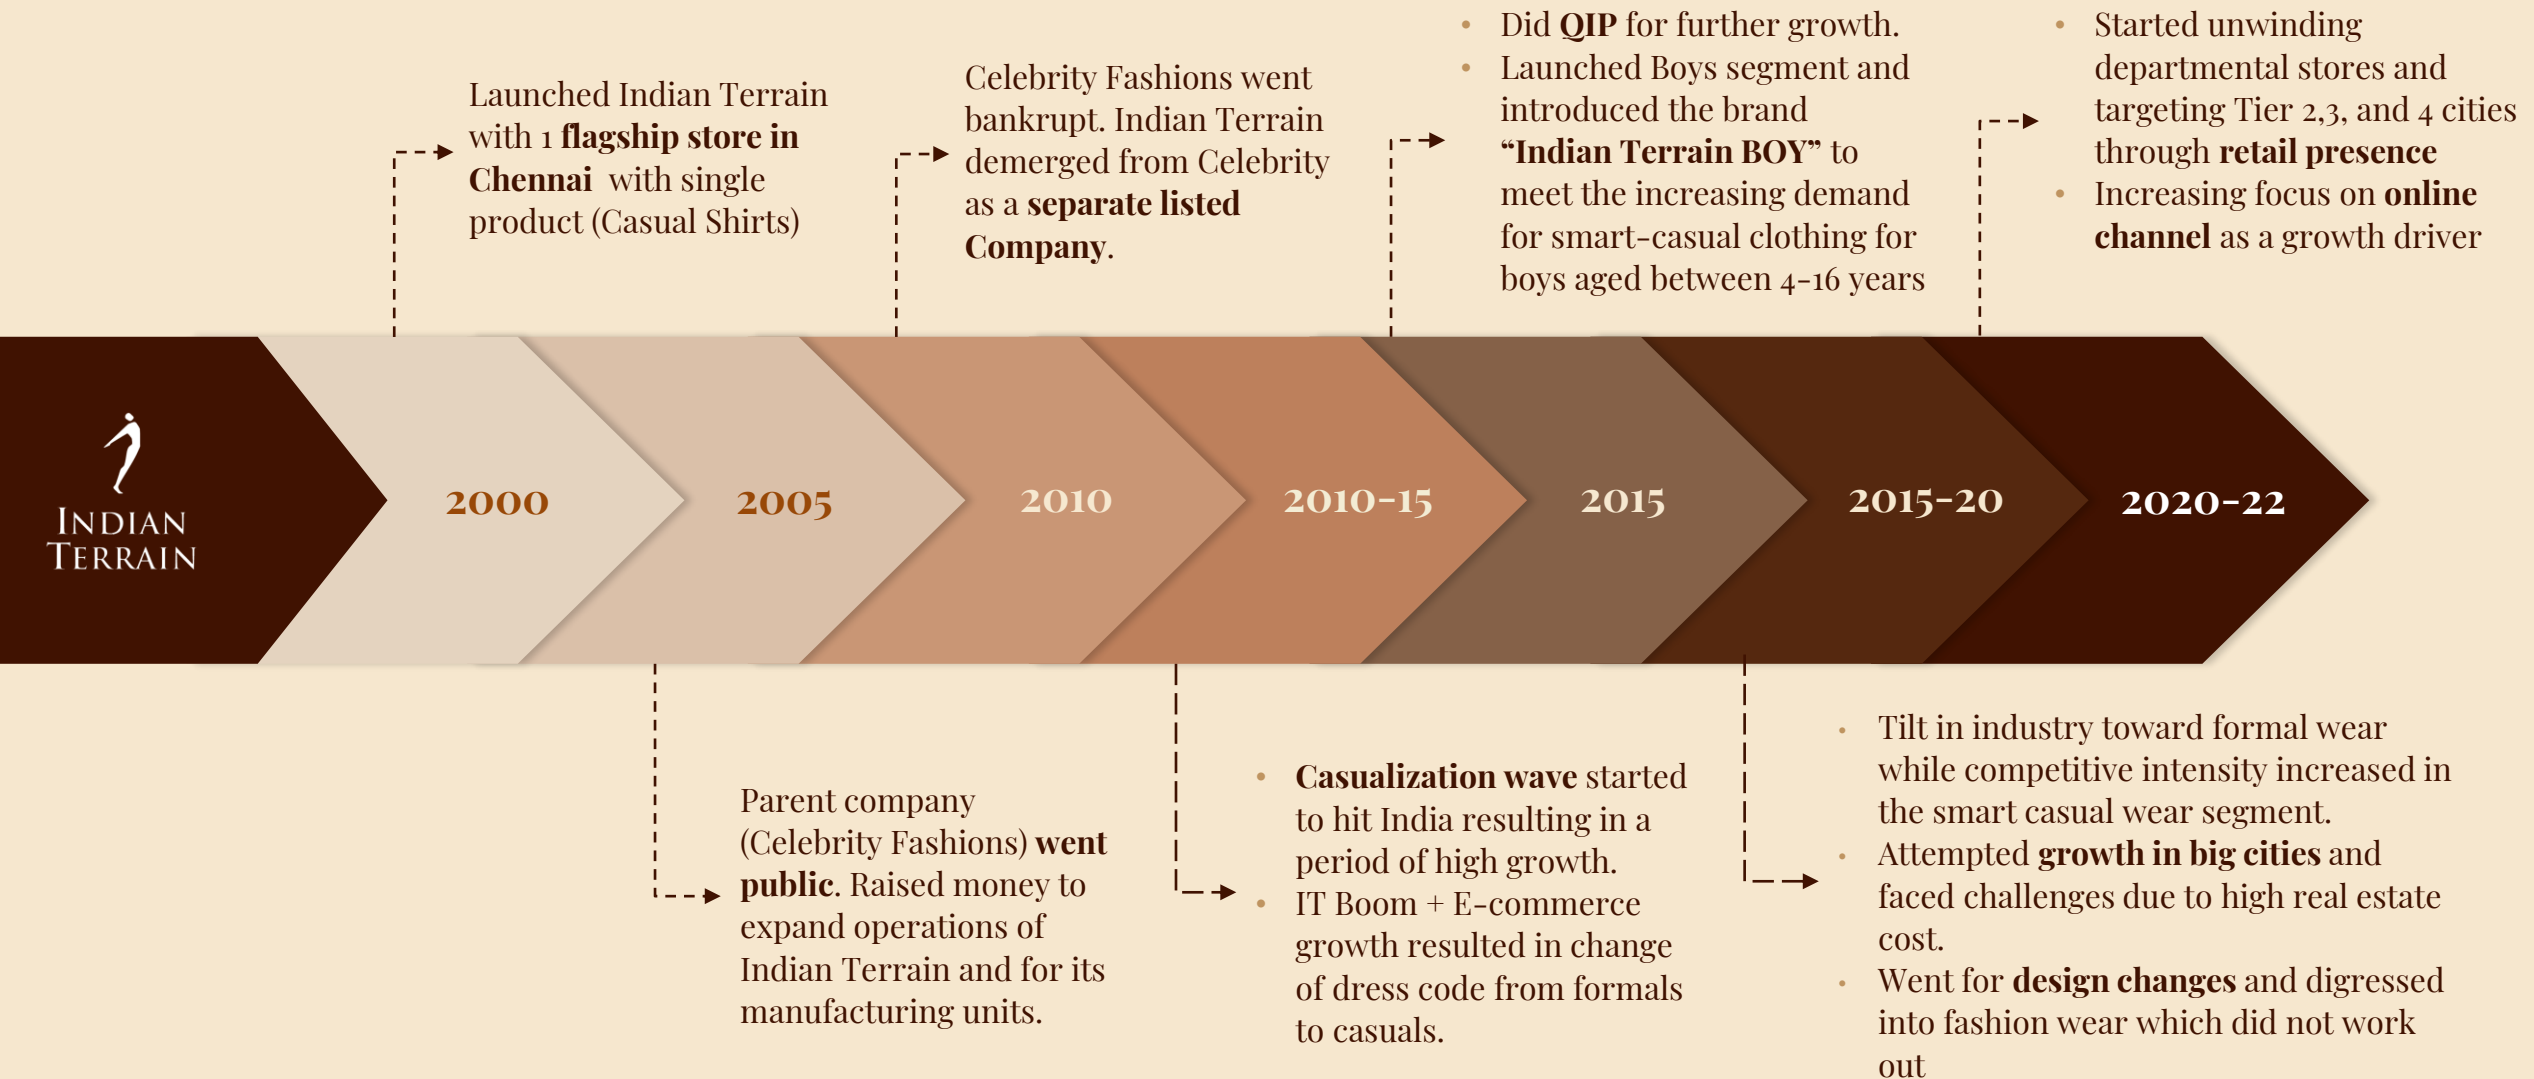 Launched Indian Terrain
with 1 flagship store in
Chennai with single
product (Casual Shirts)
Celebrity Fashions went
bankrupt. Indian Terrain
demerged from Celebrity
as a separate listed
Company.
• Did QIP for further growth.
• Launched Boys segment and
introduced the brand
“Indian Terrain BOY” to
meet the increasing demand
for smart-casual clothing for
boys aged between 4-16 years
• Started unwinding
departmental stores and
targeting Tier 2,3, and 4 cities
through retail presence
• Increasing focus on online
channel as a growth driver
INDIAN
TERRAIN
2000
2005
2010
2010-15
2015
2015-20
2020-22
Parent company
(Celebrity Fashions) went
public. Raised money to
expand operations of
Indian Terrain and for its
manufacturing units.
• Casualization wave started
to hit India resulting in a
period of high growth.
• IT Boom + E-commerce
growth resulted in change
of dress code from formals
to casuals.
• Tilt in industry toward formal wear
while competitive intensity increased in
the smart casual wear segment.
• Attempted growth in big cities and
faced challenges due to high real estate
cost.
• Went for design changes and digressed
into fashion wear which did not work
out